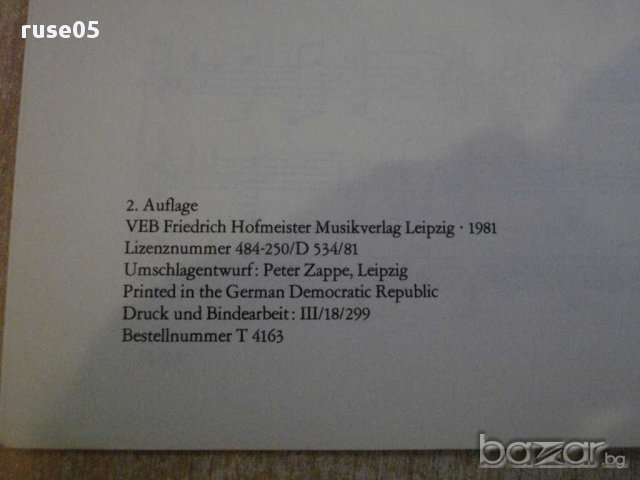 ruse05
2. Auflage
VEB Friedrich Hofmeister Musikverlag Leipzig · 1981
Lizenznummer 484-250/D 534/81
Umschlagentwurf: Peter Zappe, Leipzig
Printed in the German Democratic Republic
Druck und Bindearbeit: III/18/299
Bestellnummer T 4163
bazar.bg